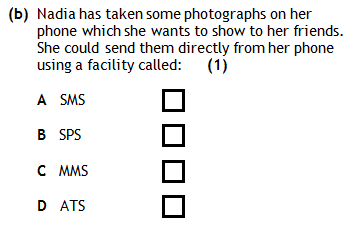 (b) Nadia has taken some photographs on her
phone which she wants to show to her friends.
She could send them directly from her phone
using a facility called: (1)
A SMS
B SPS
C MMS
D ATS